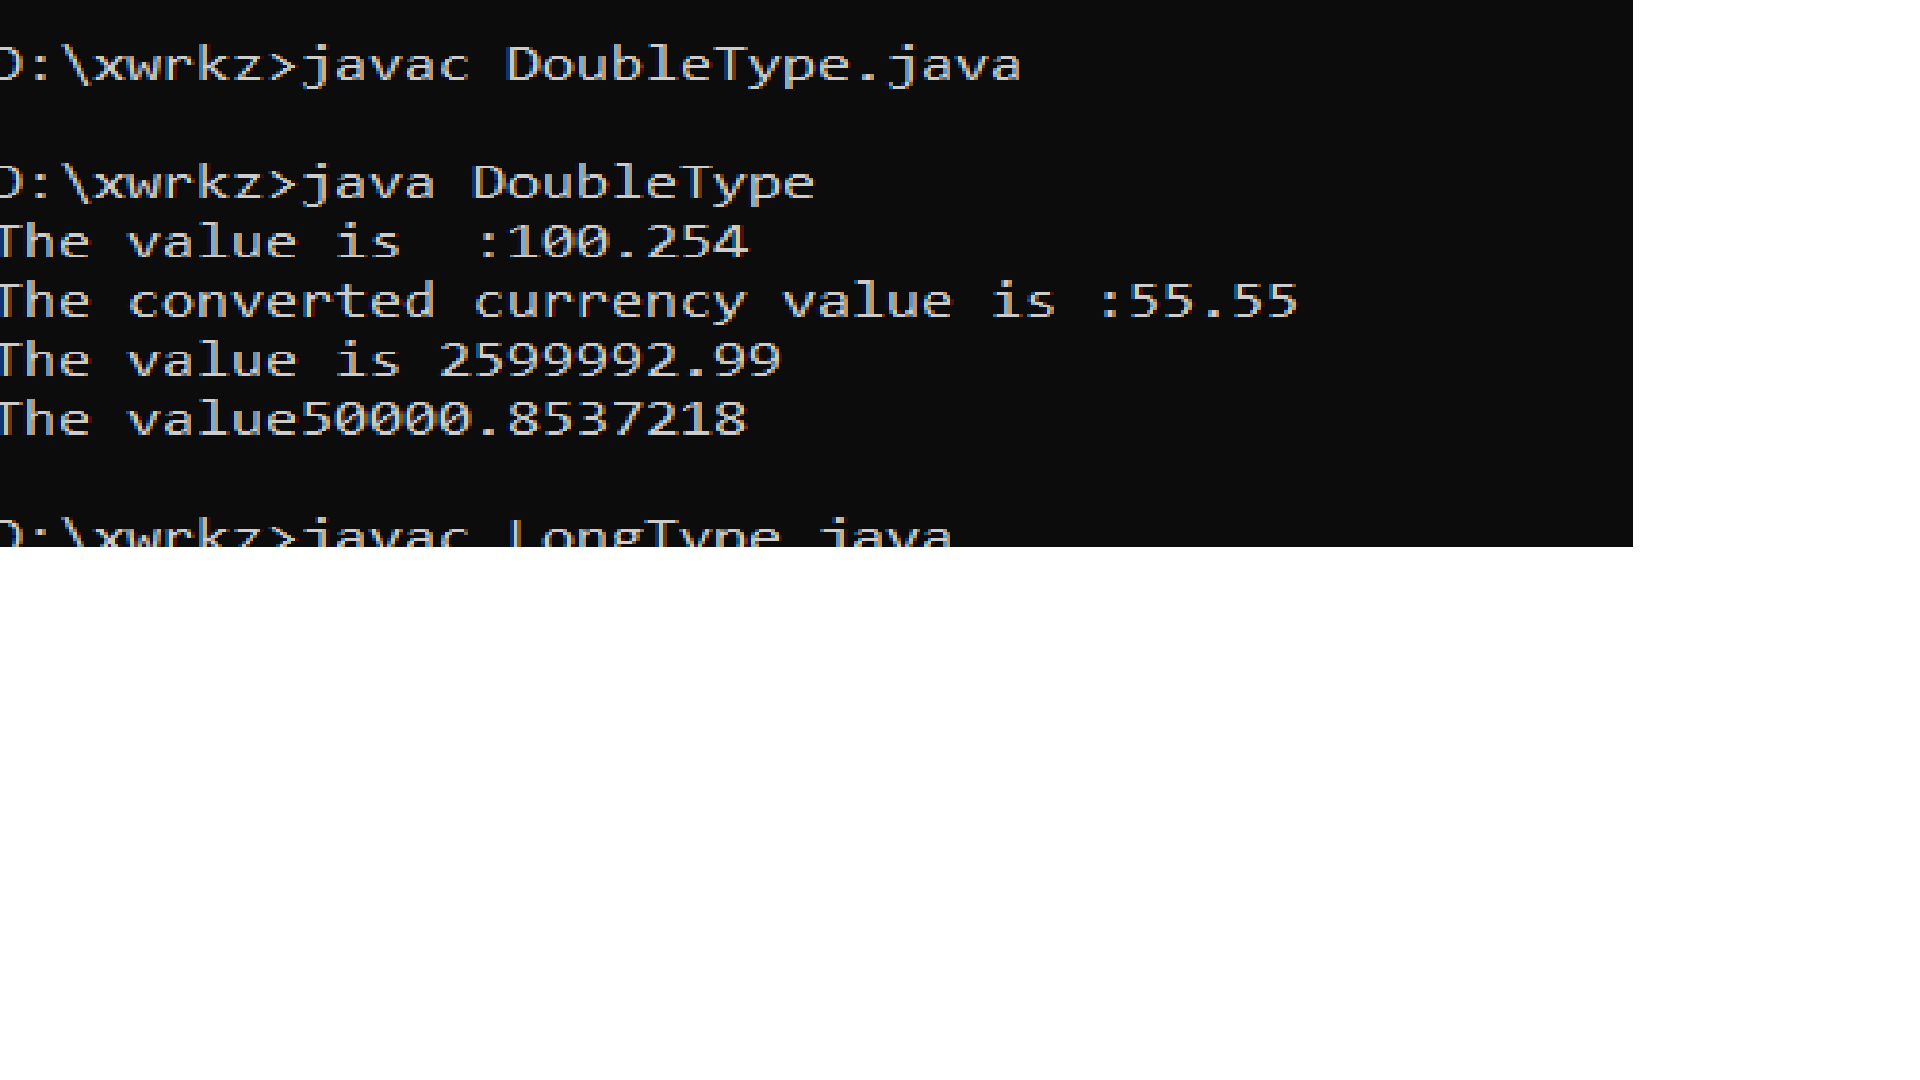 D:\xwrkz>javac DoubleType.java
D:\xwrkz>java DoubleType
The value is  :100.254
The converted currency value is :55.55
The value is 2599992.99
The value50000.8537218
D:\xwrkz>javac LongType.java